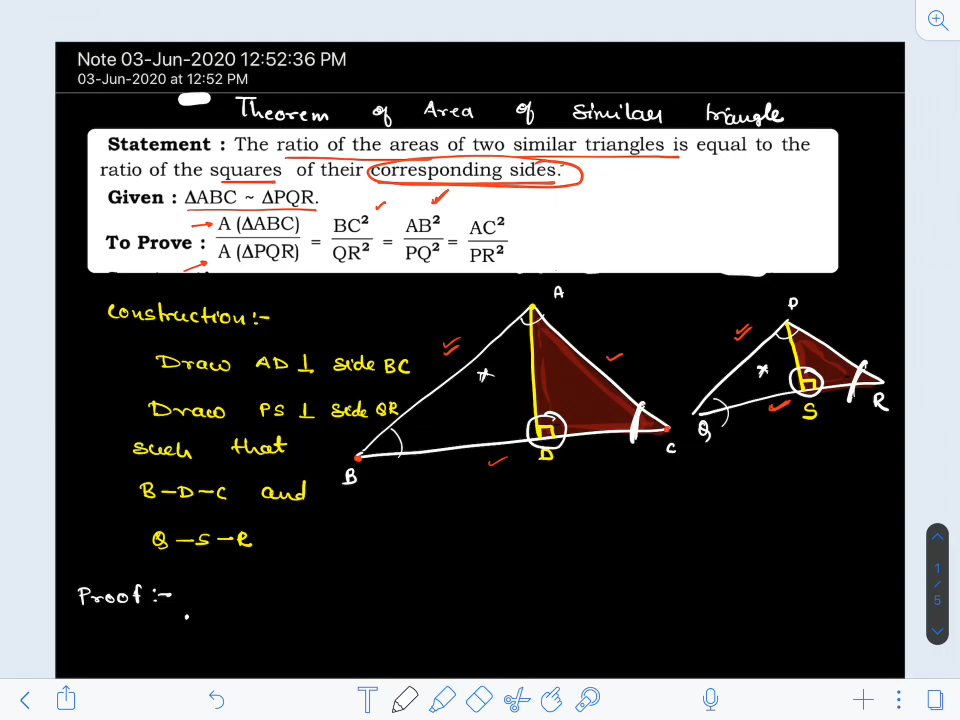 Note 03-Jun-2020 12:52:36 PM
03-Jun-2020 at 12:52 PM
Theorem of Area of Similar triangle
Statement : The ratio of the areas of two similar triangles is equal to the
ratio of the squares of their corresponding sides.
Given : ΔABC ~ ΔPQR.
To Prove : A (ΔABC) / A (ΔPQR) = BC² / QR² = AB² / PQ² = AC² / PR²
Construction:-
Draw AD ⊥ side BC
Draw PS ⊥ side QR
such that
B-D-C and
Q-S-R
Proof:-
A
B
D
C
P
Q
S
R
1 / 5
T